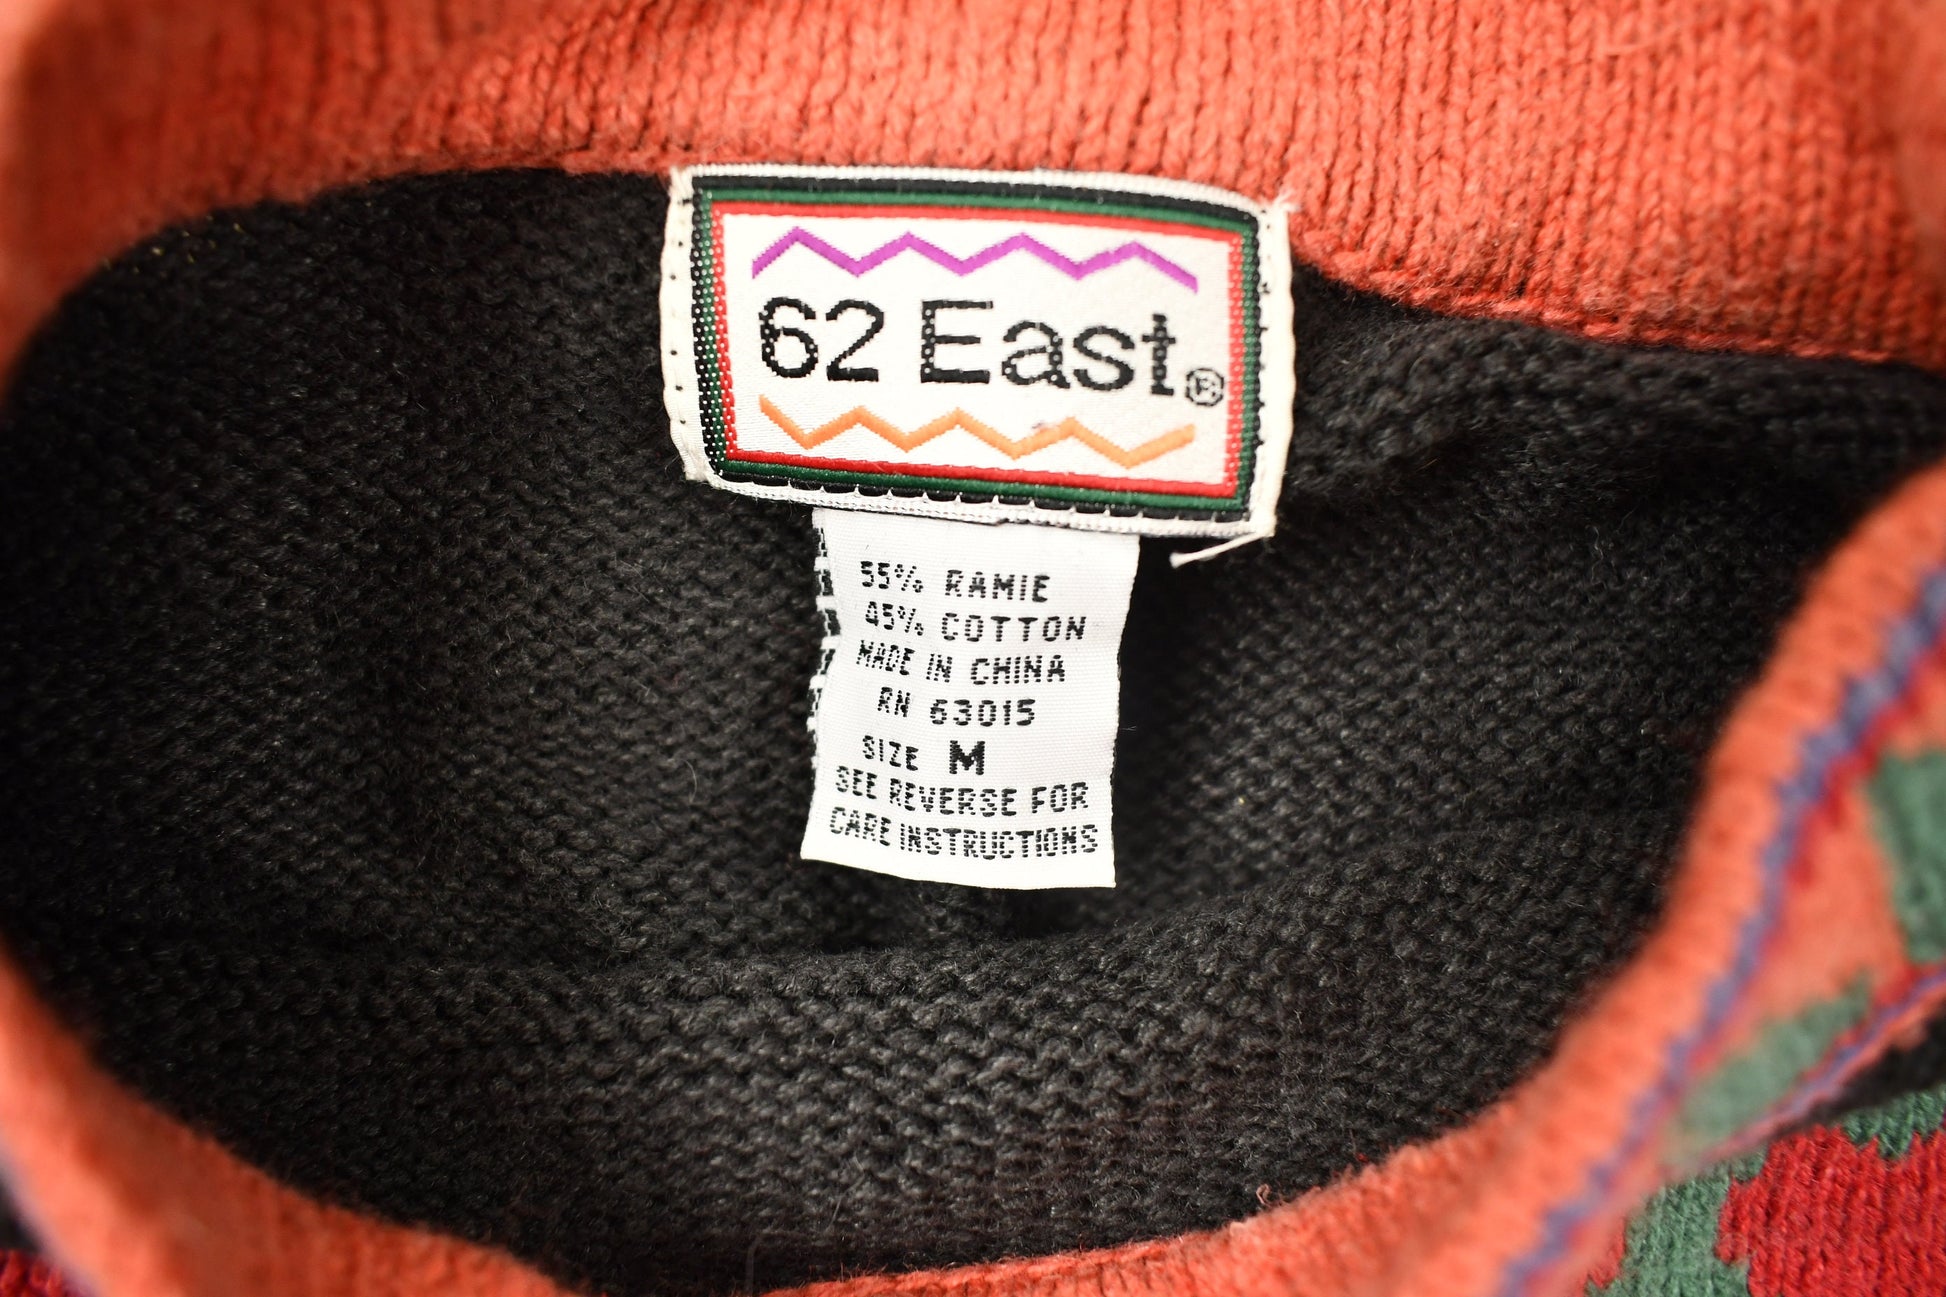 62 East®
55% RAMIE
45% COTTON
MADE IN CHINA
RN 63015
SIZE M
SEE REVERSE FOR
CARE INSTRUCTIONS